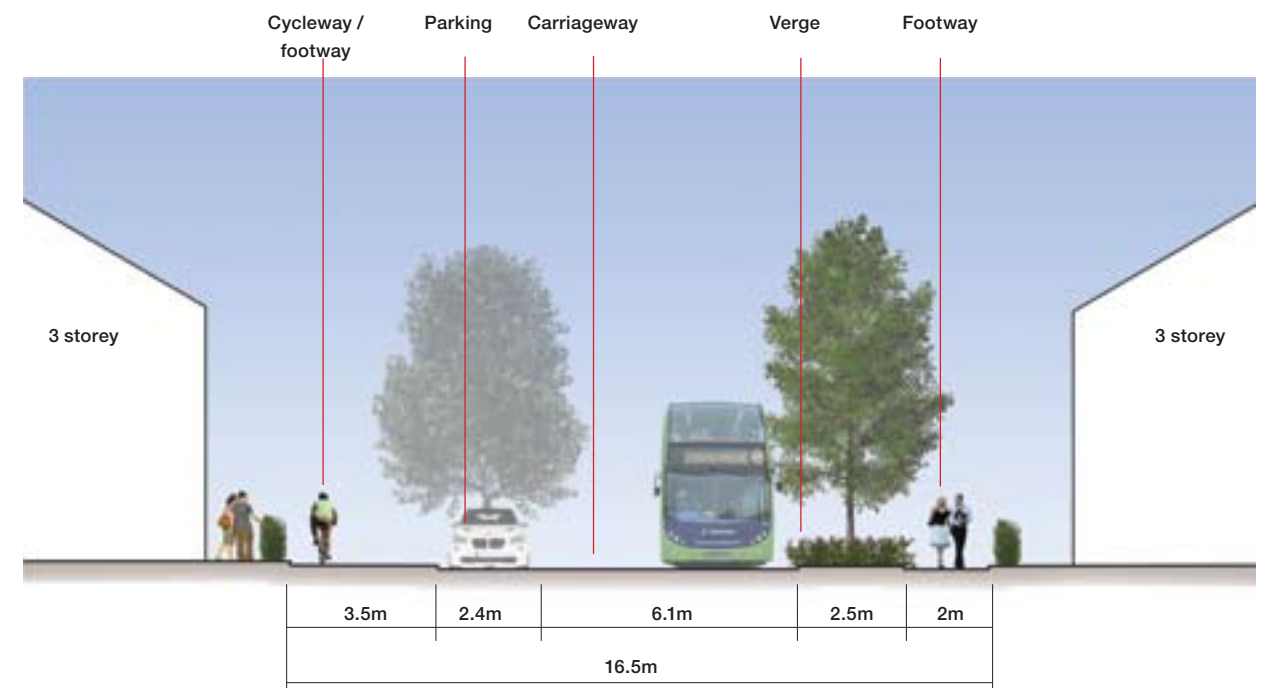 Cycleway /
footway
Parking
Carriageway
Verge
Footway
3 storey
3 storey
3.5m
2.4m
6.1m
2.5m
2m
16.5m